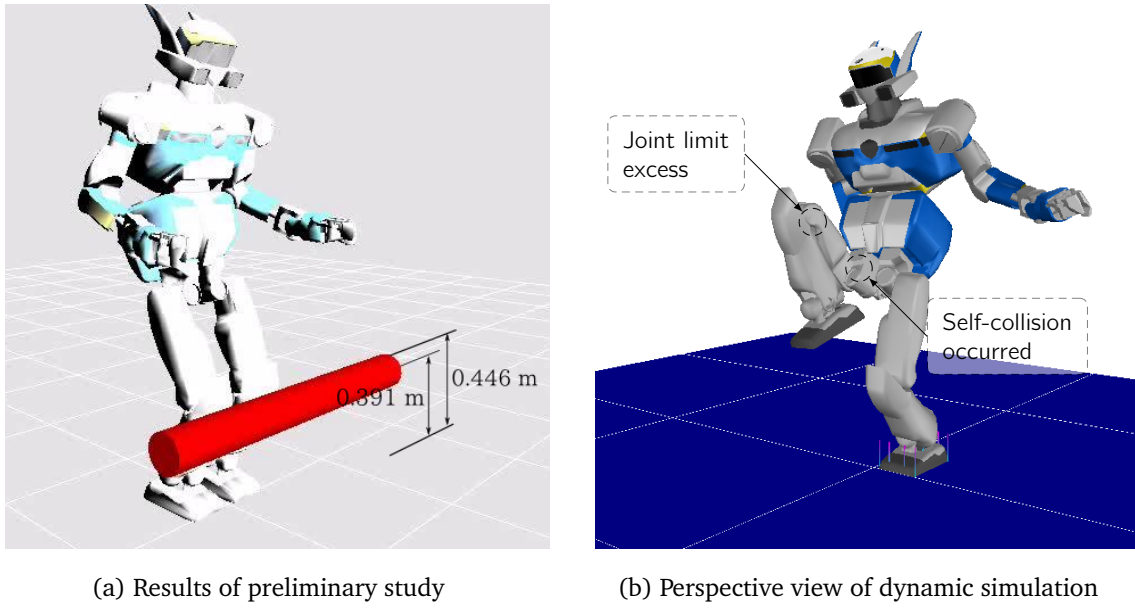 Joint limit
excess
Self-collision
occurred
0.446 m
0.391 m
(a) Results of preliminary study
(b) Perspective view of dynamic simulation